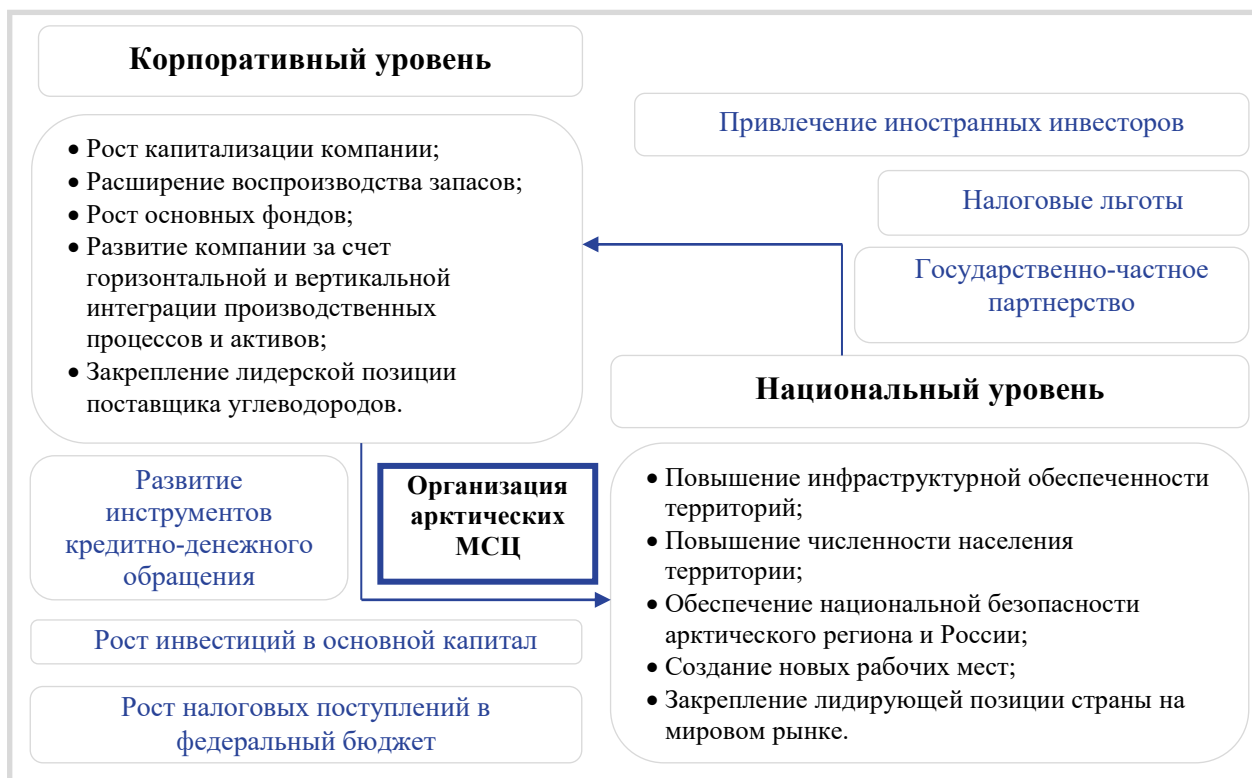 Корпоративный уровень
• Рост капитализации компании;
• Расширение воспроизводства запасов;
• Рост основных фондов;
• Развитие компании за счет
горизонтальной и вертикальной
интеграции производственных
процессов и активов;
• Закрепление лидерской позиции
поставщика углеводородов.
Привлечение иностранных инвесторов
Налоговые льготы
Государственно-частное
партнерство
Национальный уровень
• Повышение инфраструктурной обеспеченности
территорий;
• Повышение численности населения
территории;
• Обеспечение национальной безопасности
арктического региона и России;
• Создание новых рабочих мест;
• Закрепление лидирующей позиции страны на
мировом рынке.
Организация
арктических
МСЦ
Развитие
инструментов
кредитно-денежного
обращения
Рост инвестиций в основной капитал
Рост налоговых поступлений в
федеральный бюджет